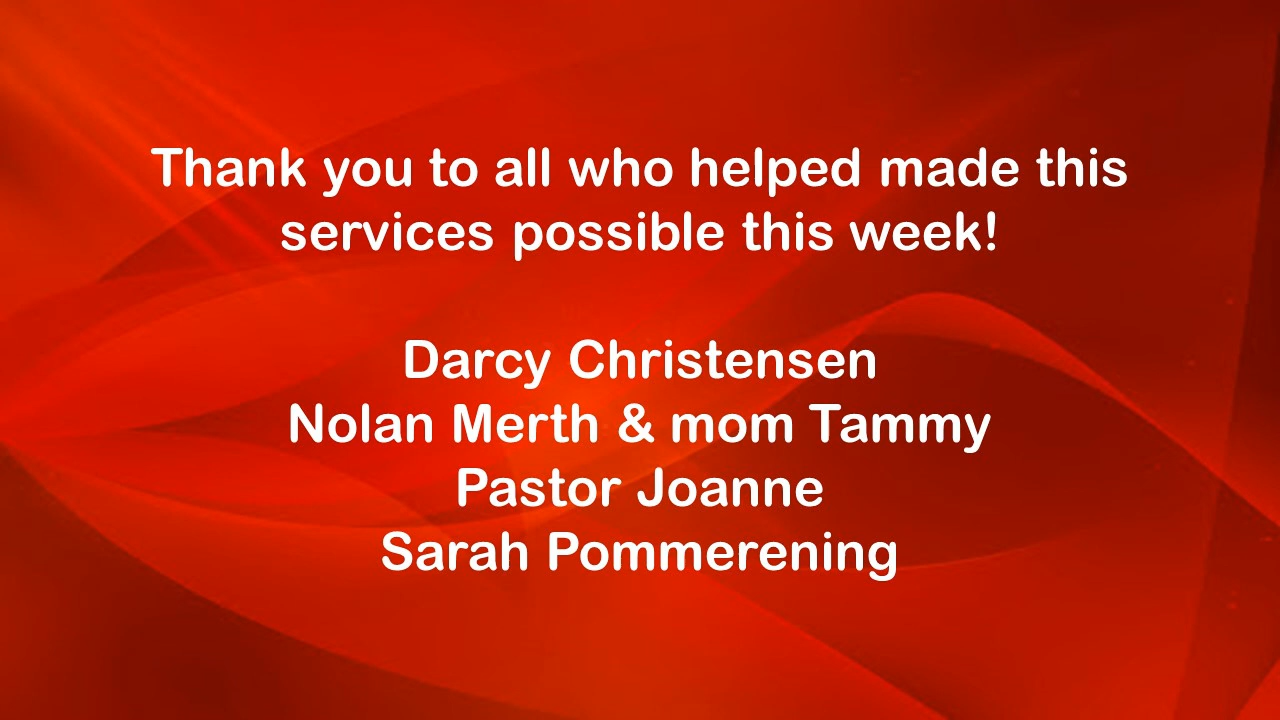 Thank you to all who helped made this
services possible this week!
Darcy Christensen
Nolan Merth & mom Tammy
Pastor Joanne
Sarah Pommerening